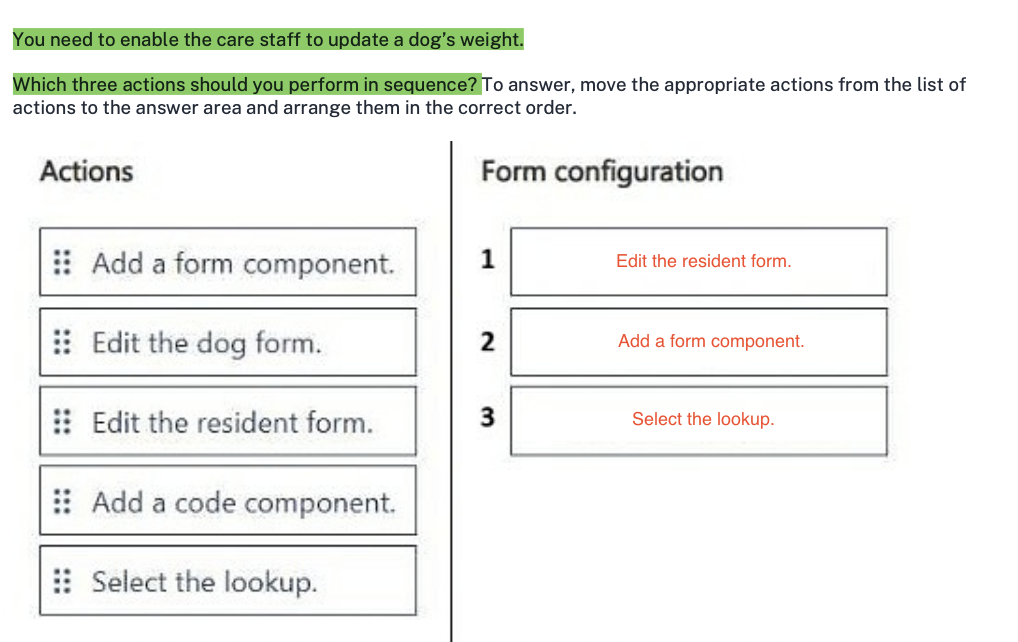 You need to enable the care staff to update a dog’s weight.
Which three actions should you perform in sequence? To answer, move the appropriate actions from the list of
actions to the answer area and arrange them in the correct order.
Actions
Add a form component.
Edit the dog form.
Edit the resident form.
Add a code component.
Select the lookup.
Form configuration
1 Edit the resident form.
2 Add a form component.
3 Select the lookup.